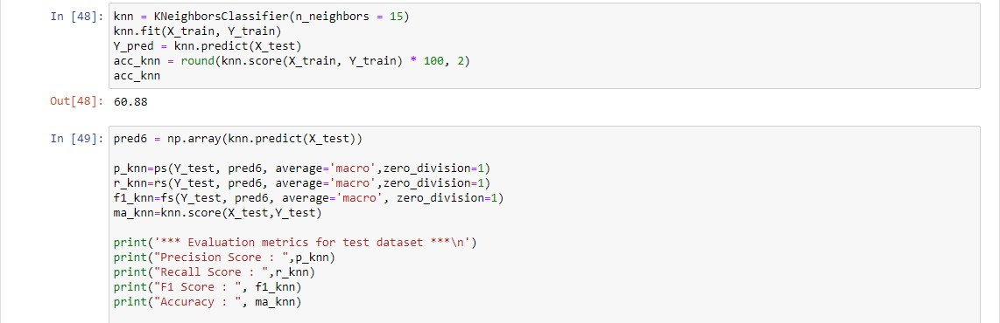 In [48]: knn = KNeighborsClassifier(n_neighbors = 15)
knn.fit(X_train, Y_train)
Y_pred = knn.predict(X_test)
acc_knn = round(knn.score(X_train, Y_train) * 100, 2)
acc_knn
Out[48]: 60.88
In [49]: pred6 = np.array(knn.predict(X_test))
p_knn=ps(Y_test, pred6, average='macro',zero_division=1)
r_knn=rs(Y_test, pred6, average='macro',zero_division=1)
f1_knn=fs(Y_test, pred6, average='macro', zero_division=1)
ma_knn=knn.score(X_test,Y_test)
print('*** Evaluation metrics for test dataset ***\n')
print("Precision Score : ",p_knn)
print("Recall Score : ",r_knn)
print("F1 Score : ", f1_knn)
print("Accuracy : ", ma_knn)